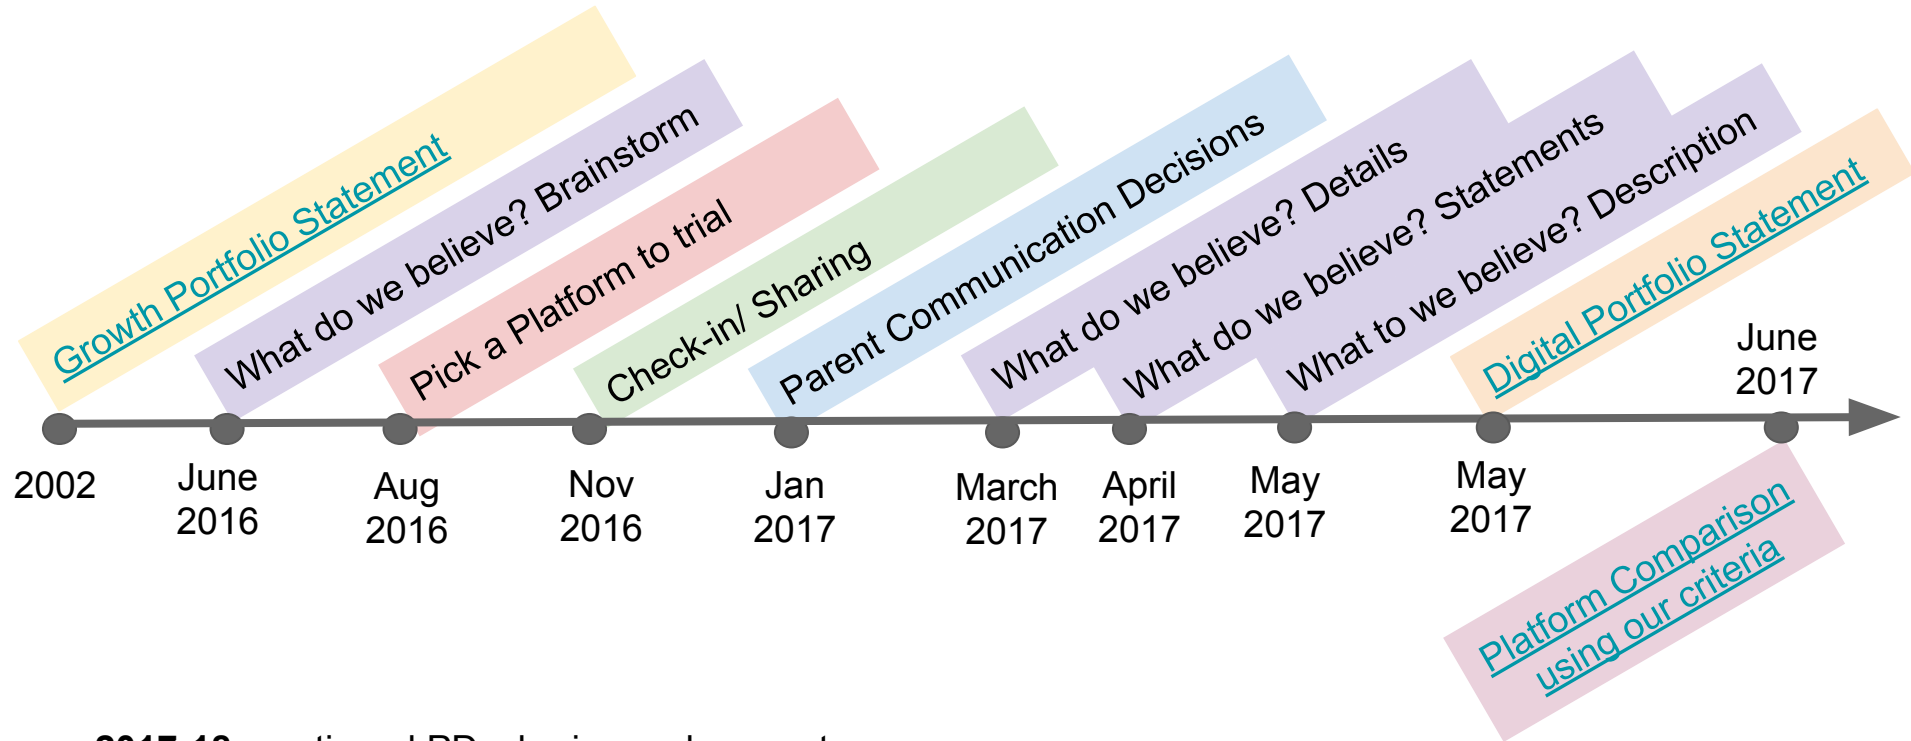 Growth Portfolio Statement
What do we believe? Brainstorm
Pick a Platform to trial
Check-in/ Sharing
Parent Communication Decisions
What do we believe? Details
What do we believe? Statements
What to we believe? Description
Digital Portfolio Statement
June
2017
2002
June
2016
Aug
2016
Nov
2016
Jan
2017
March
2017
April
2017
May
2017
May
2017
Platform Comparison
using our criteria
2017-18